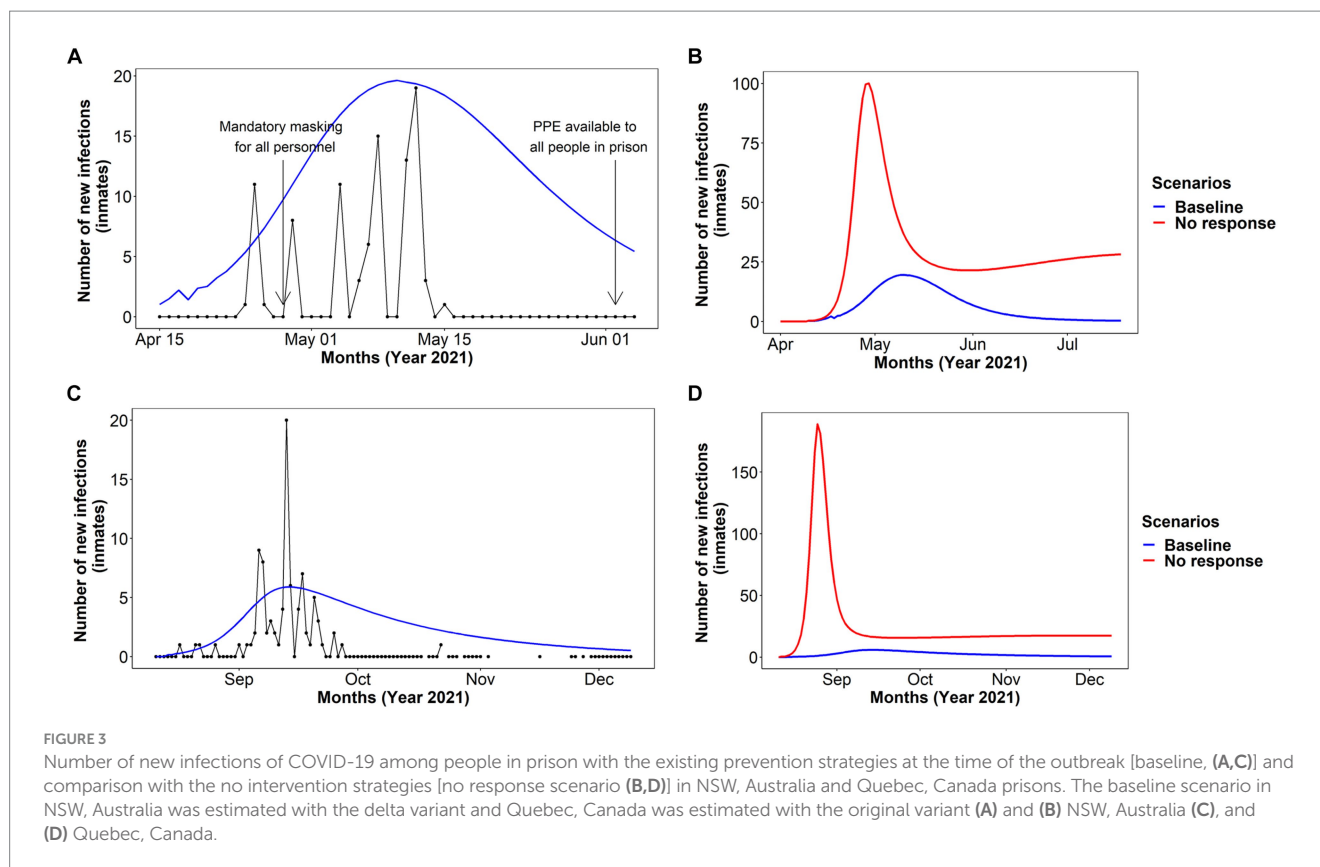 A
Number of new infections
(inmates)
20
15
10
5
0
Mandatory masking
for all personnel
PPE available to
all people in prison
Apr 15
May 01
May 15
Jun 01
Months (Year 2021)
B
Number of new infections
(inmates)
100
75
50
25
0
Apr
May
Jun
Jul
Months (Year 2021)
Scenarios
Baseline
No response
C
Number of new infections
(inmates)
20
15
10
5
0
Sep
Oct
Nov
Dec
Months (Year 2021)
D
Number of new infections
(inmates)
150
100
50
0
Sep
Oct
Nov
Dec
Months (Year 2021)
Scenarios
Baseline
No response
FIGURE 3
Number of new infections of COVID-19 among people in prison with the existing prevention strategies at the time of the outbreak [baseline, (A,C)] and
comparison with the no intervention strategies [no response scenario (B,D)] in NSW, Australia and Quebec, Canada prisons. The baseline scenario in
NSW, Australia was estimated with the delta variant and Quebec, Canada was estimated with the original variant (A) and (B) NSW, Australia (C), and
(D) Quebec, Canada.